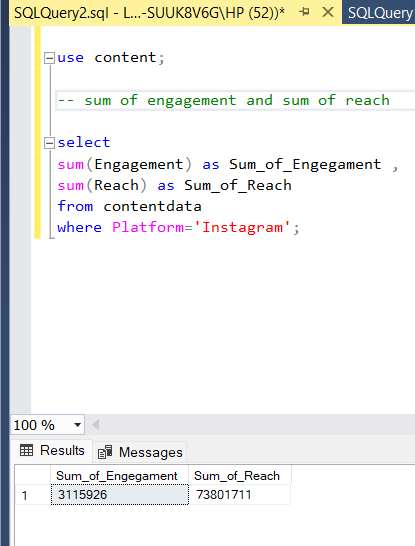 SQLQuery2.sql - L...-SUUK8V6G\HP (52))*
SQLQuery
use content;
-- sum of engagement and sum of reach
select
sum(Engagement) as Sum_of_Engegament ,
sum(Reach) as Sum_of_Reach
from contentdata
where Platform='Instagram';
100 %
Results
Messages
Sum_of_Engegament Sum_of_Reach
1 3115926 73801711